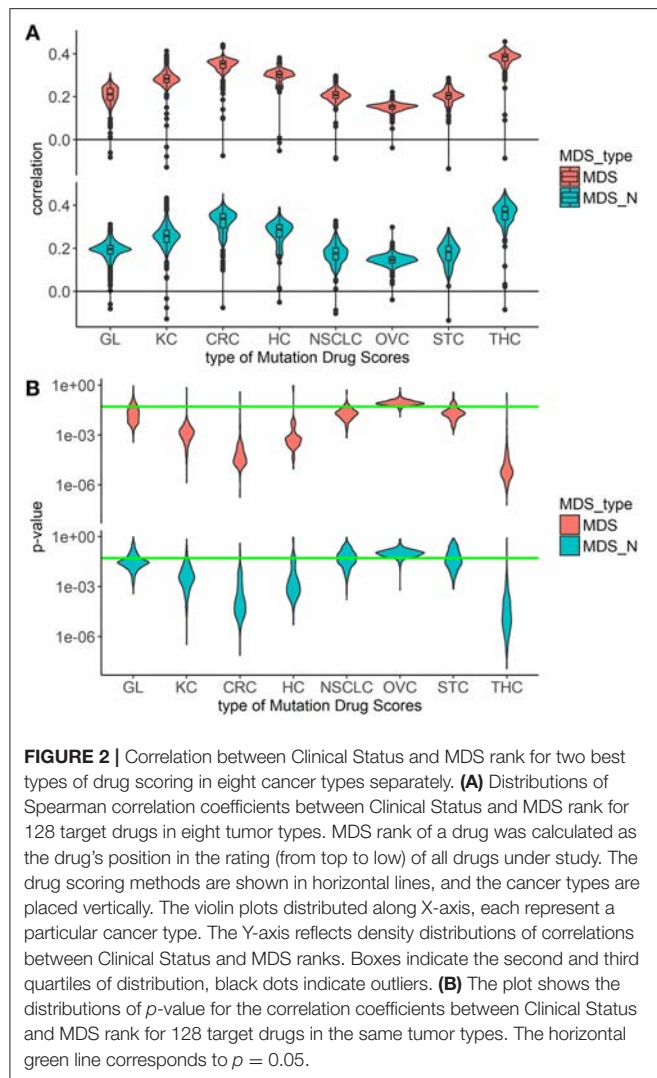 A
0.4
0.2
0.0
0.4
0.2
0.0
correlation
MDS_type
MDS
MDS_N
GL KC CRC HC NSCLC OVC STC THC
type of Mutation Drug Scores
B
1e+00
1e-03
1e-06
1e+00
1e-03
1e-06
p-value
MDS_type
MDS
MDS_N
GL KC CRC HC NSCLC OVC STC THC
type of Mutation Drug Scores
FIGURE 2 | Correlation between Clinical Status and MDS rank for two best
types of drug scoring in eight cancer types separately. (A) Distributions of
Spearman correlation coefficients between Clinical Status and MDS rank for
128 target drugs in eight tumor types. MDS rank of a drug was calculated as
the drug's position in the rating (from top to low) of all drugs under study. The
drug scoring methods are shown in horizontal lines, and the cancer types are
placed vertically. The violin plots distributed along X-axis, each represent a
particular cancer type. The Y-axis reflects density distributions of correlations
between Clinical Status and MDS ranks. Boxes indicate the second and third
quartiles of distribution, black dots indicate outliers. (B) The plot shows the
distributions of p-value for the correlation coefficients between Clinical Status
and MDS rank for 128 target drugs in the same tumor types. The horizontal
green line corresponds to p = 0.05.